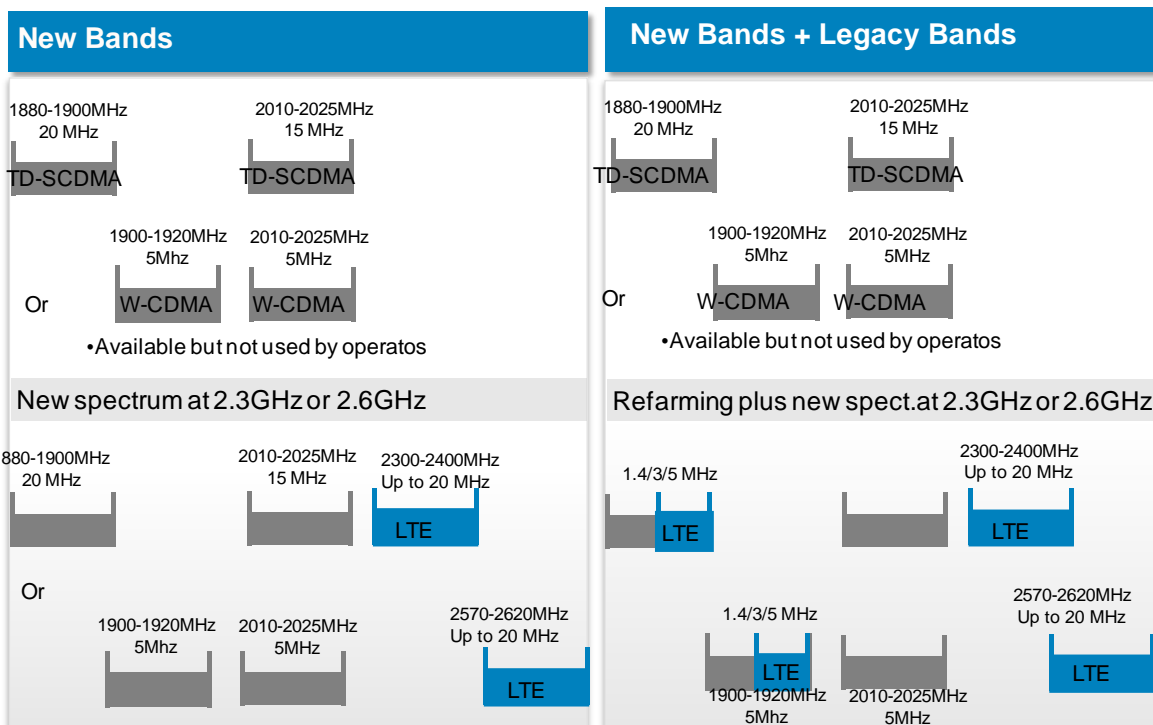 New Bands
1880-1900MHz
20 MHz
2010-2025MHz
15 MHz
TD-SCDMA
TD-SCDMA
1900-1920MHz
5Mhz
2010-2025MHz
5MHz
Or
W-CDMA
W-CDMA
•Available but not used by operatos
New spectrum at 2.3GHz or 2.6GHz
880-1900MHz
20 MHz
2010-2025MHz
15 MHz
2300-2400MHz
Up to 20 MHz
LTE
Or
1900-1920MHz
5Mhz
2010-2025MHz
5MHz
2570-2620MHz
Up to 20 MHz
LTE
New Bands + Legacy Bands
1880-1900MHz
20 MHz
2010-2025MHz
15 MHz
TD-SCDMA
TD-SCDMA
1900-1920MHz
5Mhz
2010-2025MHz
5MHz
Or
W-CDMA
W-CDMA
•Available but not used by operatos
Refarming plus new spect.at 2.3GHz or 2.6GHz
1.4/3/5 MHz
LTE
2300-2400MHz
Up to 20 MHz
LTE
1.4/3/5 MHz
LTE
1900-1920MHz
5Mhz
2010-2025MHz
5MHz
2570-2620MHz
Up to 20 MHz
LTE